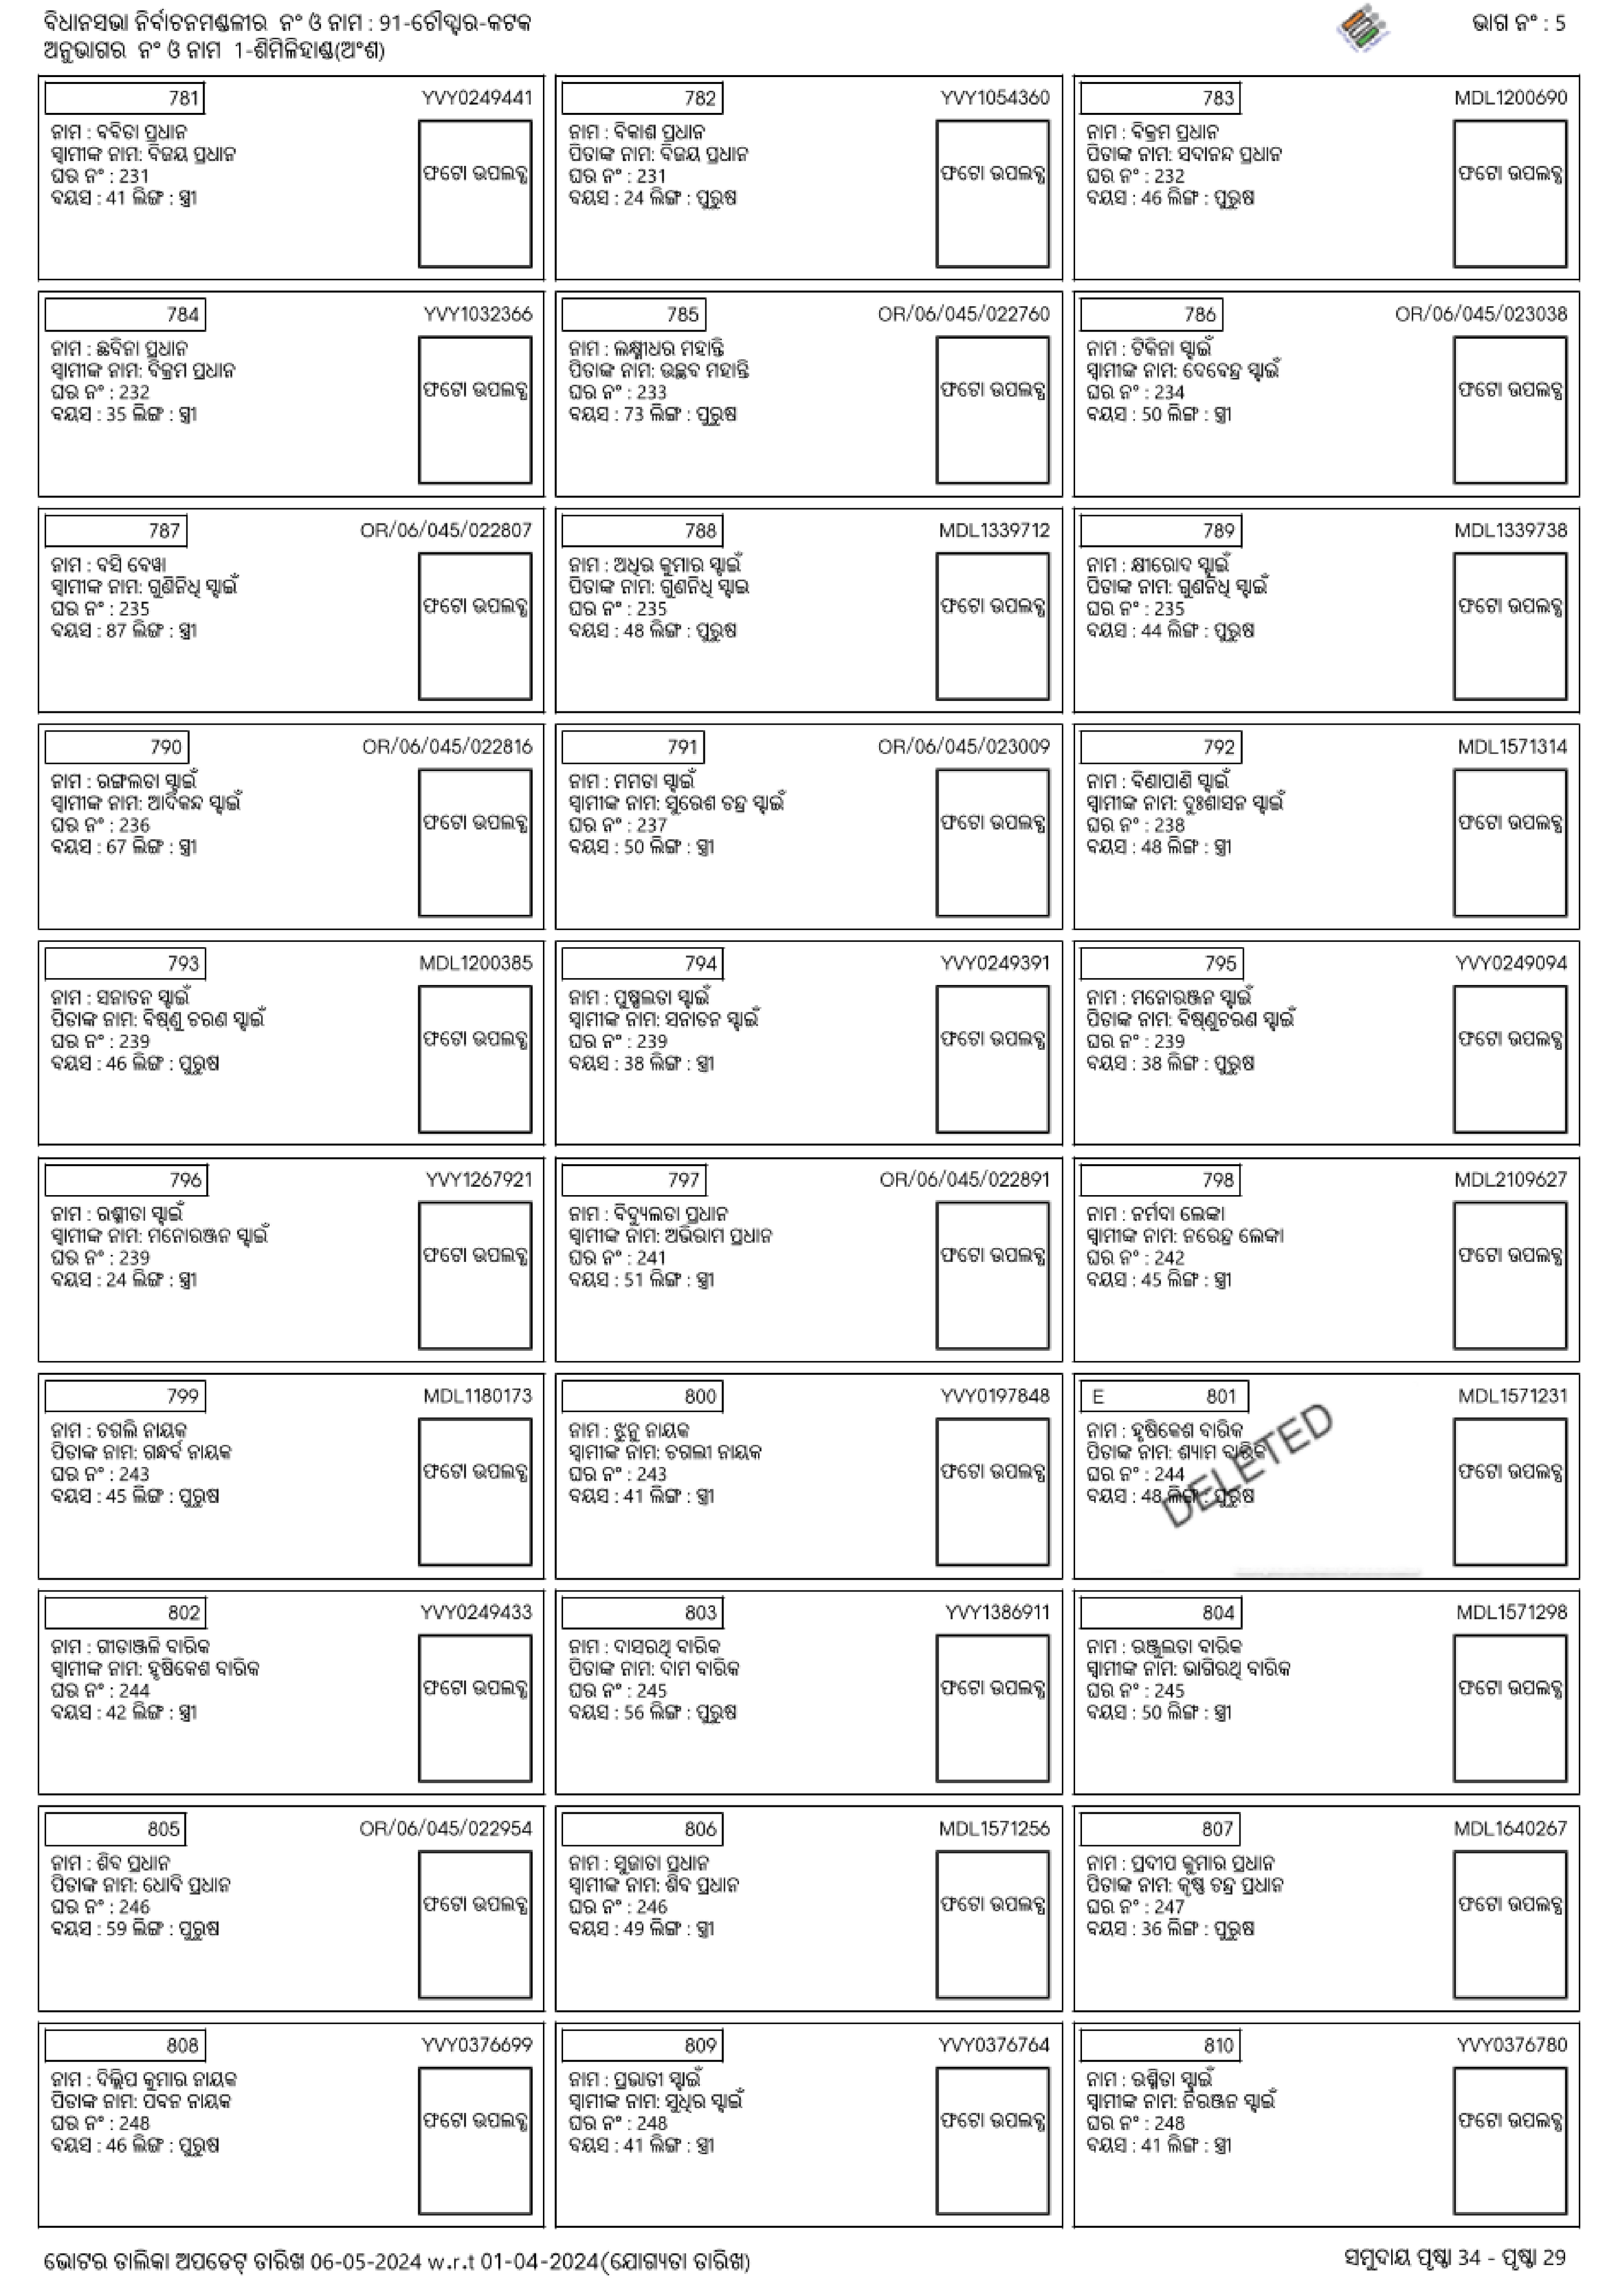 ବିଧାନସଭା ନିର୍ବାଚନମଣ୍ଡଳୀର ନଂ ଓ ନାମ : 91-ଚୌଦ୍ୱାର-କଟକ
ଭାଗ ନଂ : 5
ଅନୁଭାଗର ନଂ ଓ ନାମ 1-ଶିମିଳିହାଣ୍ଡ(ଅଂଶ)
781 YVY0249441
ନାମ : ବବିତା ପ୍ରଧାନ
ସ୍ୱାମୀଙ୍କ ନାମ: ବିଜୟ ପ୍ରଧାନ
ଘର ନଂ : 231
ବୟସ : 41 ଲିଙ୍ଗ : ସ୍ତ୍ରୀ
ଫଟୋ ଉପଲବ୍ଧ
782 YVY1054360
ନାମ : ବିକାଶ ପ୍ରଧାନ
ପିତାଙ୍କ ନାମ: ବିଜୟ ପ୍ରଧାନ
ଘର ନଂ : 231
ବୟସ : 24 ଲିଙ୍ଗ : ପୁରୁଷ
ଫଟୋ ଉପଲବ୍ଧ
783 MDL1200690
ନାମ : ବିକ୍ରମ ପ୍ରଧାନ
ପିତାଙ୍କ ନାମ: ସଦାନନ୍ଦ ପ୍ରଧାନ
ଘର ନଂ : 232
ବୟସ : 46 ଲିଙ୍ଗ : ପୁରୁଷ
ଫଟୋ ଉପଲବ୍ଧ
784 YVY1032366
ନାମ : ଛବିନା ପ୍ରଧାନ
ସ୍ୱାମୀଙ୍କ ନାମ: ବିକ୍ରମ ପ୍ରଧାନ
ଘର ନଂ : 232
ବୟସ : 35 ଲିଙ୍ଗ : ସ୍ତ୍ରୀ
ଫଟୋ ଉପଲବ୍ଧ
785 OR/06/045/022760
ନାମ : ଲକ୍ଷ୍ମୀଧର ମହାନ୍ତି
ପିତାଙ୍କ ନାମ: ଉଚ୍ଛବ ମହାନ୍ତି
ଘର ନଂ : 233
ବୟସ : 73 ଲିଙ୍ଗ : ପୁରୁଷ
ଫଟୋ ଉପଲବ୍ଧ
786 OR/06/045/023038
ନାମ : ଟିକିନା ସ୍ୱାଇଁ
ସ୍ୱାମୀଙ୍କ ନାମ: ଦେବେନ୍ଦ୍ର ସ୍ୱାଇଁ
ଘର ନଂ : 234
ବୟସ : 50 ଲିଙ୍ଗ : ସ୍ତ୍ରୀ
ଫଟୋ ଉପଲବ୍ଧ
787 OR/06/045/022807
ନାମ : ବସି ବେୱା
ସ୍ୱାମୀଙ୍କ ନାମ: ଗୁଣିନିଧି ସ୍ୱାଇଁ
ଘର ନଂ : 235
ବୟସ : 87 ଲିଙ୍ଗ : ସ୍ତ୍ରୀ
ଫଟୋ ଉପଲବ୍ଧ
788 MDL1339712
ନାମ : ଅଧିର କୁମାର ସ୍ୱାଇଁ
ପିତାଙ୍କ ନାମ: ଗୁଣନିଧି ସ୍ୱାଇ
ଘର ନଂ : 235
ବୟସ : 48 ଲିଙ୍ଗ : ପୁରୁଷ
ଫଟୋ ଉପଲବ୍ଧ
789 MDL1339738
ନାମ : କ୍ଷୀରୋଦ ସ୍ୱାଇଁ
ପିତାଙ୍କ ନାମ: ଗୁଣନିଧି ସ୍ୱାଇଁ
ଘର ନଂ : 235
ବୟସ : 44 ଲିଙ୍ଗ : ପୁରୁଷ
ଫଟୋ ଉପଲବ୍ଧ
790 OR/06/045/022816
ନାମ : ରଙ୍ଗଲତା ସ୍ୱାଇଁ
ସ୍ୱାମୀଙ୍କ ନାମ: ଆର୍ଦିକନ୍ଦ ସ୍ୱାଇଁ
ଘର ନଂ : 236
ବୟସ : 67 ଲିଙ୍ଗ : ସ୍ତ୍ରୀ
ଫଟୋ ଉପଲବ୍ଧ
791 OR/06/045/023009
ନାମ : ମମତା ସ୍ୱାଇଁ
ସ୍ୱାମୀଙ୍କ ନାମ: ସୁରେଶ ଚନ୍ଦ୍ର ସ୍ୱାଇଁ
ଘର ନଂ : 237
ବୟସ : 50 ଲିଙ୍ଗ : ସ୍ତ୍ରୀ
ଫଟୋ ଉପଲବ୍ଧ
792 MDL1571314
ନାମ : ବିଣାପାଣି ସ୍ୱାଇଁ
ସ୍ୱାମୀଙ୍କ ନାମ: ଦୁଃଶାସନ ସ୍ୱାଇଁ
ଘର ନଂ : 238
ବୟସ : 48 ଲିଙ୍ଗ : ସ୍ତ୍ରୀ
ଫଟୋ ଉପଲବ୍ଧ
793 MDL1200385
ନାମ : ସନାତନ ସ୍ୱାଇଁ
ପିତାଙ୍କ ନାମ: ବିଷ୍ଣୁ ଚରଣ ସ୍ୱାଇଁ
ଘର ନଂ : 239
ବୟସ : 46 ଲିଙ୍ଗ : ପୁରୁଷ
ଫଟୋ ଉପଲବ୍ଧ
794 YVY0249391
ନାମ : ପୁଷ୍ପଲତା ସ୍ୱାଇଁ
ସ୍ୱାମୀଙ୍କ ନାମ: ସନାତନ ସ୍ୱାଇଁ
ଘର ନଂ : 239
ବୟସ : 38 ଲିଙ୍ଗ : ସ୍ତ୍ରୀ
ଫଟୋ ଉପଲବ୍ଧ
795 YVY0249094
ନାମ : ମନୋରଞ୍ଜନ ସ୍ୱାଇଁ
ପିତାଙ୍କ ନାମ: ବିଷ୍ଣୁଚରଣ ସ୍ୱାଇଁ
ଘର ନଂ : 239
ବୟସ : 38 ଲିଙ୍ଗ : ପୁରୁଷ
ଫଟୋ ଉପଲବ୍ଧ
796 YVY1267921
ନାମ : ରଶ୍ମୀତା ସ୍ୱାଇଁ
ସ୍ୱାମୀଙ୍କ ନାମ: ମନୋରଞ୍ଜନ ସ୍ୱାଇଁ
ଘର ନଂ : 239
ବୟସ : 24 ଲିଙ୍ଗ : ସ୍ତ୍ରୀ
ଫଟୋ ଉପଲବ୍ଧ
797 OR/06/045/022891
ନାମ : ବିଦ୍ୟୁଲତା ପ୍ରଧାନ
ସ୍ୱାମୀଙ୍କ ନାମ: ଅଭିରାମ ପ୍ରଧାନ
ଘର ନଂ : 241
ବୟସ : 51 ଲିଙ୍ଗ : ସ୍ତ୍ରୀ
ଫଟୋ ଉପଲବ୍ଧ
798 MDL2109627
ନାମ : ନର୍ମଦା ଲେଙ୍କା
ସ୍ୱାମୀଙ୍କ ନାମ: ନରେନ୍ଦ୍ର ଲେଙ୍କା
ଘର ନଂ : 242
ବୟସ : 45 ଲିଙ୍ଗ : ସ୍ତ୍ରୀ
ଫଟୋ ଉପଲବ୍ଧ
799 MDL1180173
ନାମ : ଟଗଲି ନାୟକ
ପିତାଙ୍କ ନାମ: ଗନ୍ଧର୍ବ ନାୟକ
ଘର ନଂ : 243
ବୟସ : 45 ଲିଙ୍ଗ : ପୁରୁଷ
ଫଟୋ ଉପଲବ୍ଧ
800 YVY0197848
ନାମ : ଝୁନୁ ନାୟକ
ସ୍ୱାମୀଙ୍କ ନାମ: ଟଗଲୀ ନାୟକ
ଘର ନଂ : 243
ବୟସ : 41 ଲିଙ୍ଗ : ସ୍ତ୍ରୀ
ଫଟୋ ଉପଲବ୍ଧ
E 801 MDL1571231
ନାମ : ହୃଷିକେଶ ବାରିକ
ପିତାଙ୍କ ନାମ: ଶ୍ୟାମ ବାରିକ
ଘର ନଂ : 244
ବୟସ : 48 ଲିଙ୍ଗ : ପୁରୁଷ
DELETED
ଫଟୋ ଉପଲବ୍ଧ
802 YVY0249433
ନାମ : ଗୀତାଞ୍ଜଳି ବାରିକ
ସ୍ୱାମୀଙ୍କ ନାମ: ହୃଷିକେଶ ବାରିକ
ଘର ନଂ : 244
ବୟସ : 42 ଲିଙ୍ଗ : ସ୍ତ୍ରୀ
ଫଟୋ ଉପଲବ୍ଧ
803 YVY1386911
ନାମ : ଦାସରଥି ବାରିକ
ପିତାଙ୍କ ନାମ: ଦାମ ବାରିକ
ଘର ନଂ : 245
ବୟସ : 56 ଲିଙ୍ଗ : ପୁରୁଷ
ଫଟୋ ଉପଲବ୍ଧ
804 MDL1571298
ନାମ : ରଞ୍ଜୁଲତା ବାରିକ
ସ୍ୱାମୀଙ୍କ ନାମ: ଭାଗିରଥି ବାରିକ
ଘର ନଂ : 245
ବୟସ : 50 ଲିଙ୍ଗ : ସ୍ତ୍ରୀ
ଫଟୋ ଉପଲବ୍ଧ
805 OR/06/045/022954
ନାମ : ଶିବ ପ୍ରଧାନ
ପିତାଙ୍କ ନାମ: ଧୋବି ପ୍ରଧାନ
ଘର ନଂ : 246
ବୟସ : 59 ଲିଙ୍ଗ : ପୁରୁଷ
ଫଟୋ ଉପଲବ୍ଧ
806 MDL1571256
ନାମ : ସୁଜାତା ପ୍ରଧାନ
ସ୍ୱାମୀଙ୍କ ନାମ: ଶିବ ପ୍ରଧାନ
ଘର ନଂ : 246
ବୟସ : 49 ଲିଙ୍ଗ : ସ୍ତ୍ରୀ
ଫଟୋ ଉପଲବ୍ଧ
807 MDL1640267
ନାମ : ପ୍ରଦୀପ କୁମାର ପ୍ରଧାନ
ପିତାଙ୍କ ନାମ: କୃଷ୍ଣ ଚନ୍ଦ୍ର ପ୍ରଧାନ
ଘର ନଂ : 247
ବୟସ : 36 ଲିଙ୍ଗ : ପୁରୁଷ
ଫଟୋ ଉପଲବ୍ଧ
808 YVY0376699
ନାମ : ଦିଲ୍ଲିପ କୁମାର ନାୟକ
ପିତାଙ୍କ ନାମ: ପବନ ନାୟକ
ଘର ନଂ : 248
ବୟସ : 46 ଲିଙ୍ଗ : ପୁରୁଷ
ଫଟୋ ଉପଲବ୍ଧ
809 YVY0376764
ନାମ : ପ୍ରଭାତୀ ସ୍ୱାଇଁ
ସ୍ୱାମୀଙ୍କ ନାମ: ସୁଧିର ସ୍ୱାଇଁ
ଘର ନଂ : 248
ବୟସ : 41 ଲିଙ୍ଗ : ସ୍ତ୍ରୀ
ଫଟୋ ଉପଲବ୍ଧ
810 YVY0376780
ନାମ : ରଶ୍ମିତା ସ୍ୱାଇଁ
ସ୍ୱାମୀଙ୍କ ନାମ: ନିରଞ୍ଜନ ସ୍ୱାଇଁ
ଘର ନଂ : 248
ବୟସ : 41 ଲିଙ୍ଗ : ସ୍ତ୍ରୀ
ଫଟୋ ଉପଲବ୍ଧ
ଭୋଟର ତାଲିକା ଅପଡେଟ୍ ତାରିଖ 06-05-2024 w.r.t 01-04-2024(ଯୋଗ୍ୟତା ତାରିଖ)
ସମୁଦାୟ ପୃଷ୍ଠା 34 - ପୃଷ୍ଠା 29